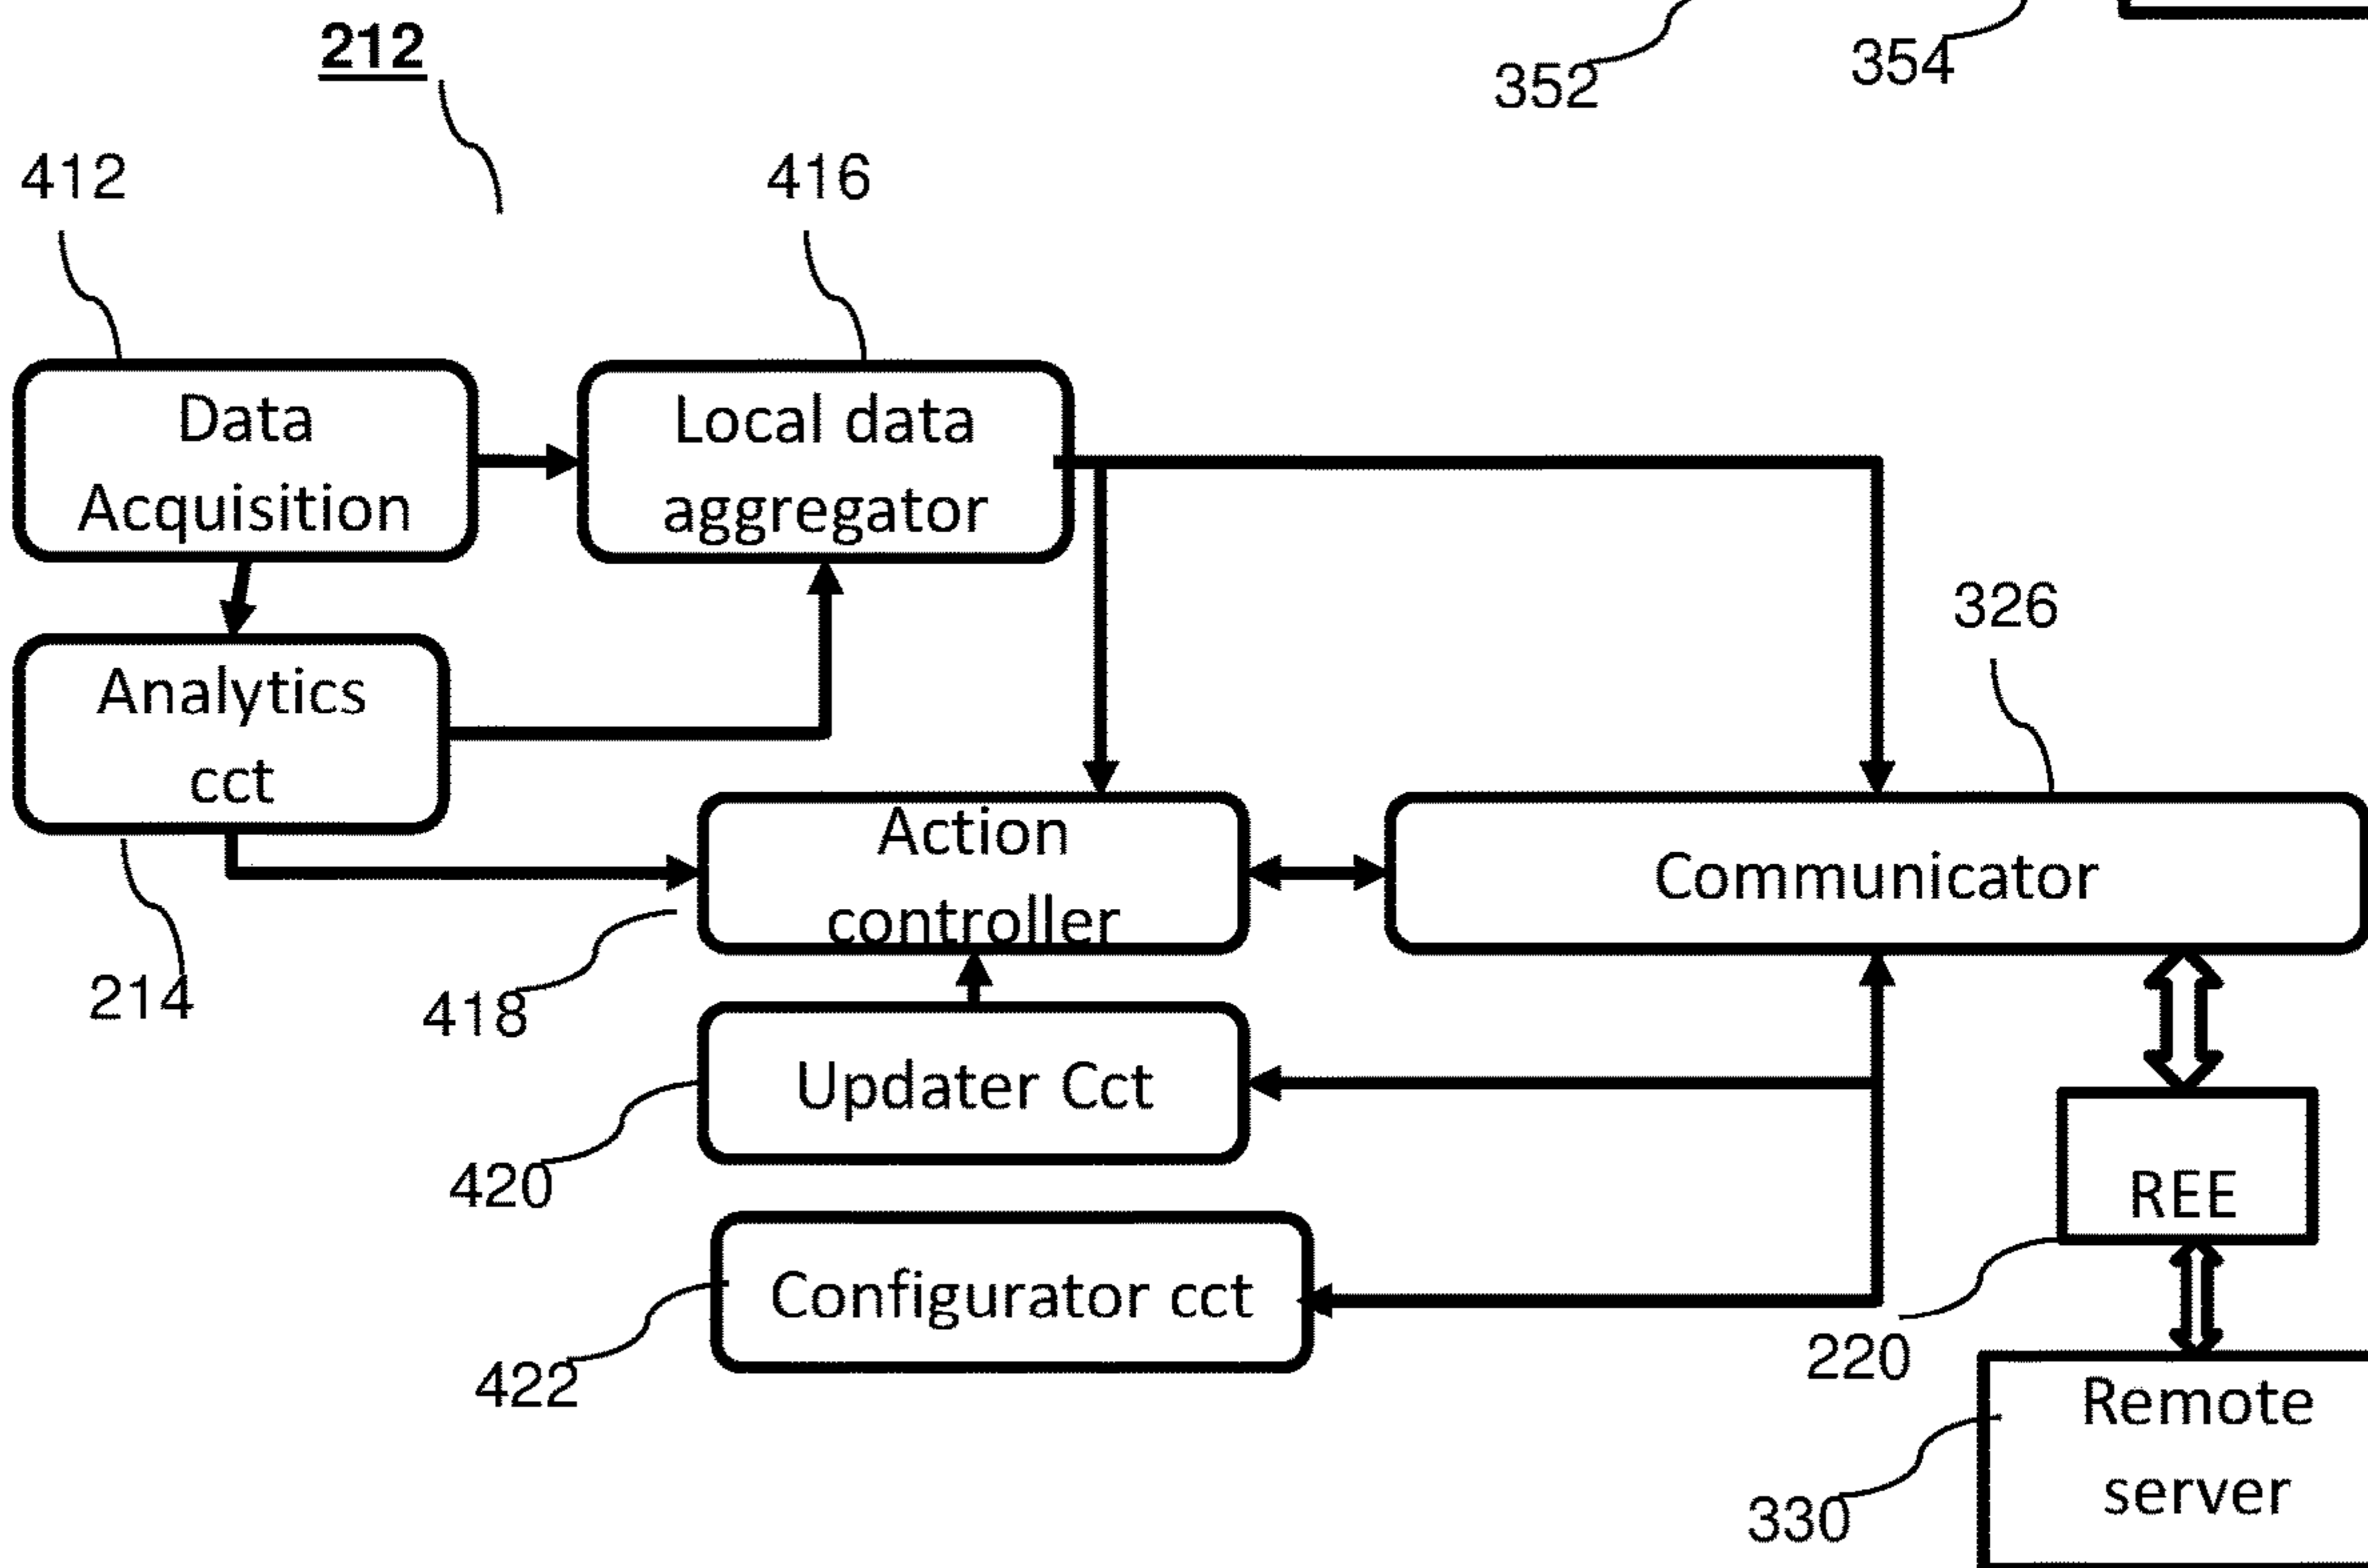 212
352
354
412
416
Data
Acquisition
Local data
aggregator
326
Analytics
cct
Action
controller
Communicator
214
418
Updater Cct
420
REE
Configurator cct
422
220
Remote
server
330